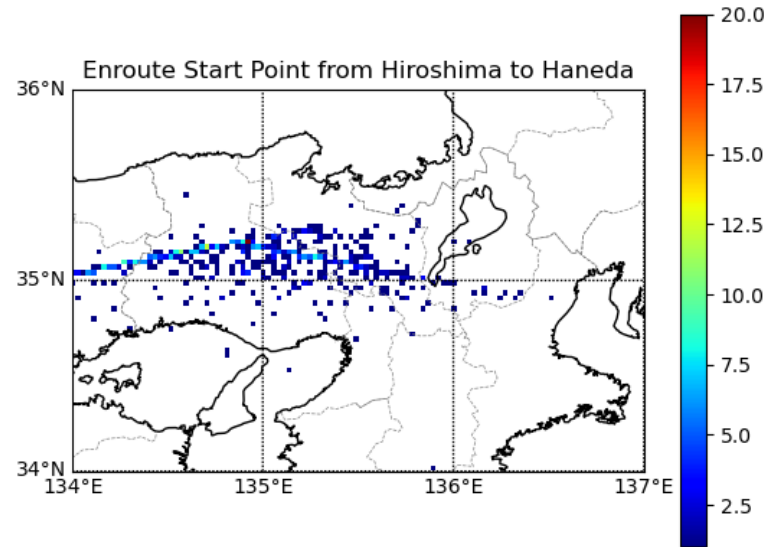 Enroute Start Point from Hiroshima to Haneda
36°N
35°N
34°N
134°E
135°E
136°E
137°E
20.0
17.5
15.0
12.5
10.0
7.5
5.0
2.5